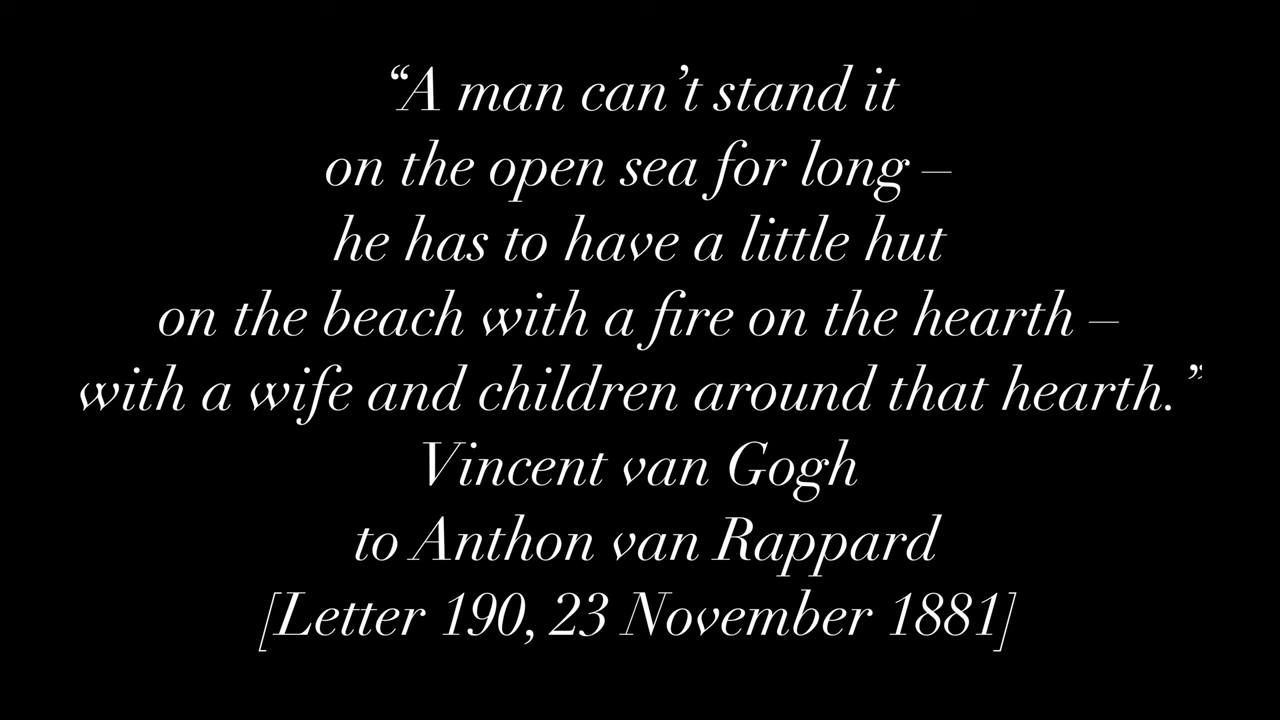 “A man can’t stand it
on the open sea for long –
he has to have a little hut
on the beach with a fire on the hearth –
with a wife and children around that hearth.”
Vincent van Gogh
to Anthon van Rappard
[Letter 190, 23 November 1881]